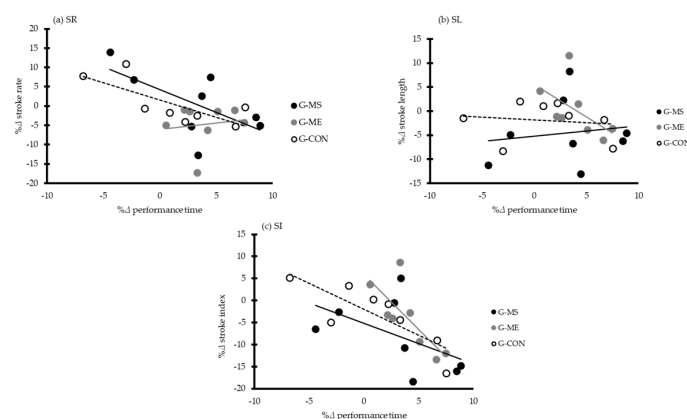 (a) SR
20
15
10
5
0
-5
-10
-15
-20
%Δ stroke rate
-10
-5
0
5
10
%Δ performance time
G-MS
G-ME
G-CON
(b) SL
15
10
5
0
-5
-10
-15
%Δ stroke length
-10
-5
0
5
10
%Δ performance time
G-MS
G-ME
G-CON
(c) SI
15
10
5
0
-5
-10
-15
-20
%Δ stroke index
-10
-5
0
5
10
%Δ performance time
G-MS
G-ME
G-CON